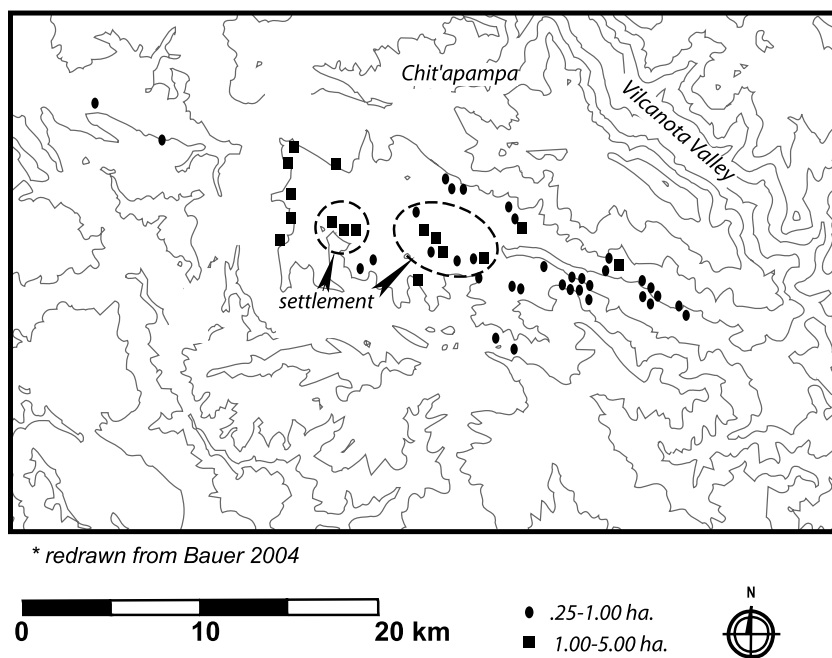 Chit'apampa
Vilcanota Valley
settlement
* redrawn from Bauer 2004
0 10 20 km
.25-1.00 ha.
1.00-5.00 ha.
N